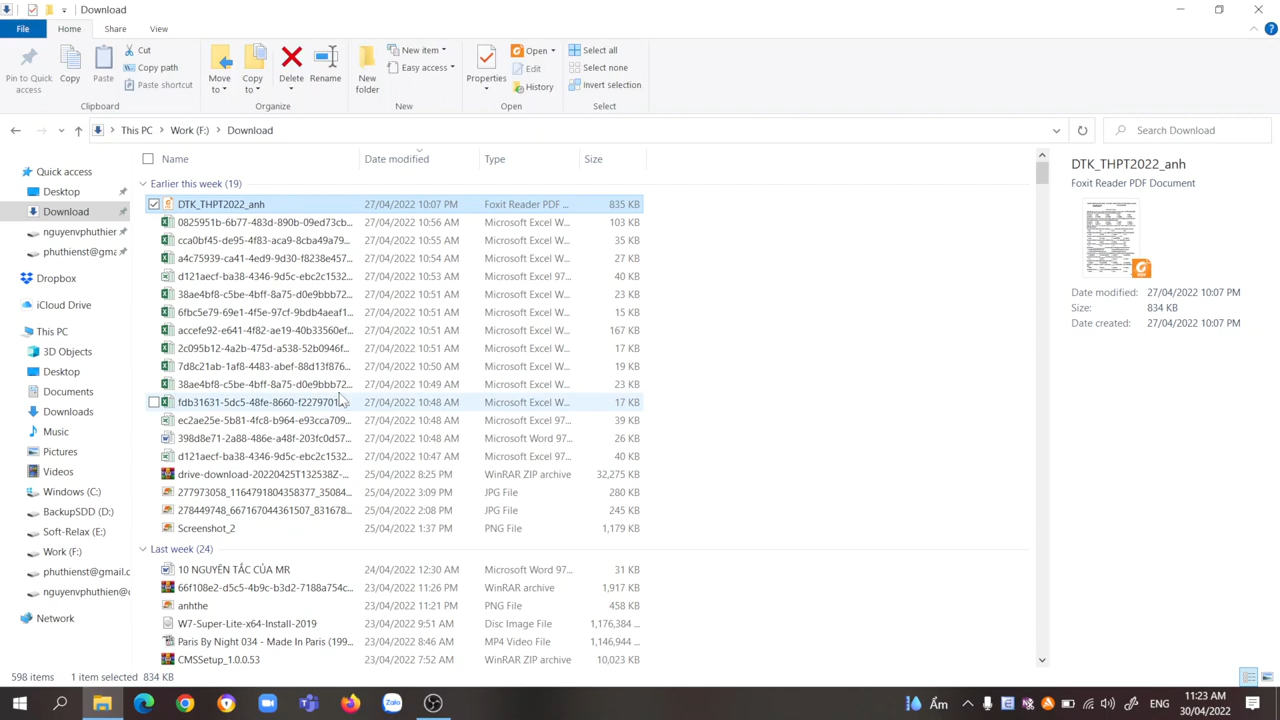 Download
File
Home
Share
View
Pin to Quick access
Copy
Paste
Cut
Copy path
Paste shortcut
Clipboard
Move to
Copy to
Delete
Rename
Organize
New folder
New item
Easy access
New
Properties
Open
Edit
History
Open
Select all
Select none
Invert selection
Select
This PC > Work (F:) > Download
Search Download
Quick access
Desktop
Download
nguyenvphuthier
phuthienst@gma
Dropbox
iCloud Drive
This PC
3D Objects
Desktop
Documents
Downloads
Music
Pictures
Videos
Windows (C:)
BackupSDD (D:)
Soft-Relax (E:)
Work (F:)
phuthienst@gmail.c
nguyenvphuthien@
Network
Name Date modified Type Size
Earlier this week (19)
DTK_THPT2022_anh 27/04/2022 10:07 PM Foxit Reader PDF ... 835 KB
0825951b-6b77-483d-890b-09ed73cb... 27/04/2022 10:56 AM Microsoft Excel W... 103 KB
cca0bf45-de95-4f83-aca9-8cba49a79... 27/04/2022 10:55 AM Microsoft Excel W... 35 KB
a4c75939-ca41-4ed9-9d30-f8238e457... 27/04/2022 10:54 AM Microsoft Excel W... 27 KB
d121aecf-ba38-4346-9d5c-ebc2c1532... 27/04/2022 10:53 AM Microsoft Excel 97... 40 KB
38ae4bf8-c5be-4bff-8a75-d0e9bbb72... 27/04/2022 10:51 AM Microsoft Excel W... 23 KB
6fbc5e79-69e1-4f5e-97cf-9bdb4aeaf1... 27/04/2022 10:51 AM Microsoft Excel W... 15 KB
accefe92-e641-4f82-ae19-40b33560ef... 27/04/2022 10:51 AM Microsoft Excel W... 167 KB
2c095b12-4a2b-475d-a538-52b0946f... 27/04/2022 10:51 AM Microsoft Excel W... 17 KB
7d8c21ab-1af8-4483-abef-88d13f876... 27/04/2022 10:50 AM Microsoft Excel W... 19 KB
38ae4bf8-c5be-4bff-8a75-d0e9bbb72... 27/04/2022 10:49 AM Microsoft Excel W... 23 KB
fdb31631-5dc5-48fe-8660-f2279701... 27/04/2022 10:48 AM Microsoft Excel W... 17 KB
ec2ae25e-5b81-4fc8-b964-e93cca709... 27/04/2022 10:48 AM Microsoft Excel 97... 39 KB
398d8e71-2a88-486e-a48f-203fc0d57... 27/04/2022 10:48 AM Microsoft Word 97... 26 KB
d121aecf-ba38-4346-9d5c-ebc2c1532... 27/04/2022 10:47 AM Microsoft Excel 97... 40 KB
drive-download-20220425T132538Z-... 25/04/2022 8:25 PM WinRAR ZIP archive 32,275 KB
277973058_1164791804358377_35084... 25/04/2022 3:09 PM JPG File 280 KB
278449748_667167044361507_831678... 25/04/2022 2:08 PM JPG File 245 KB
Screenshot_2 25/04/2022 1:37 PM PNG File 1,179 KB
Last week (24)
10 NGUYÊN TẮC CỦA MR 24/04/2022 12:30 AM Microsoft Word 97... 31 KB
66f108e2-d5c5-4b9c-b3d2-7188a754c... 23/04/2022 11:26 PM WinRAR archive 1,917 KB
anhthe 23/04/2022 11:21 PM PNG File 458 KB
W7-Super-Lite-x64-Install-2019 23/04/2022 9:51 AM Disc Image File 1,176,384 ...
Paris By Night 034 - Made In Paris (199... 23/04/2022 8:46 AM MP4 Video File 1,146,944 ...
CMSSetup_1.0.0.53 23/04/2022 7:52 AM WinRAR ZIP archive 10,023 KB
DTK_THPT2022_anh
Foxit Reader PDF Document
Date modified: 27/04/2022 10:07 PM
Size: 834 KB
Date created: 27/04/2022 10:07 PM
598 items 1 item selected 834 KB
Zalo
Ẩm
ENG
11:23 AM
30/04/2022